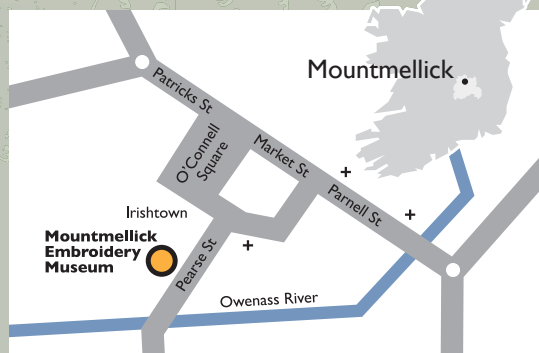 Mountmellick
Patricks St
O'Connell
Square
Market St
Parnell St
Irishtown
Mountmellick
Embroidery
Museum
Pearse St
Owenass River